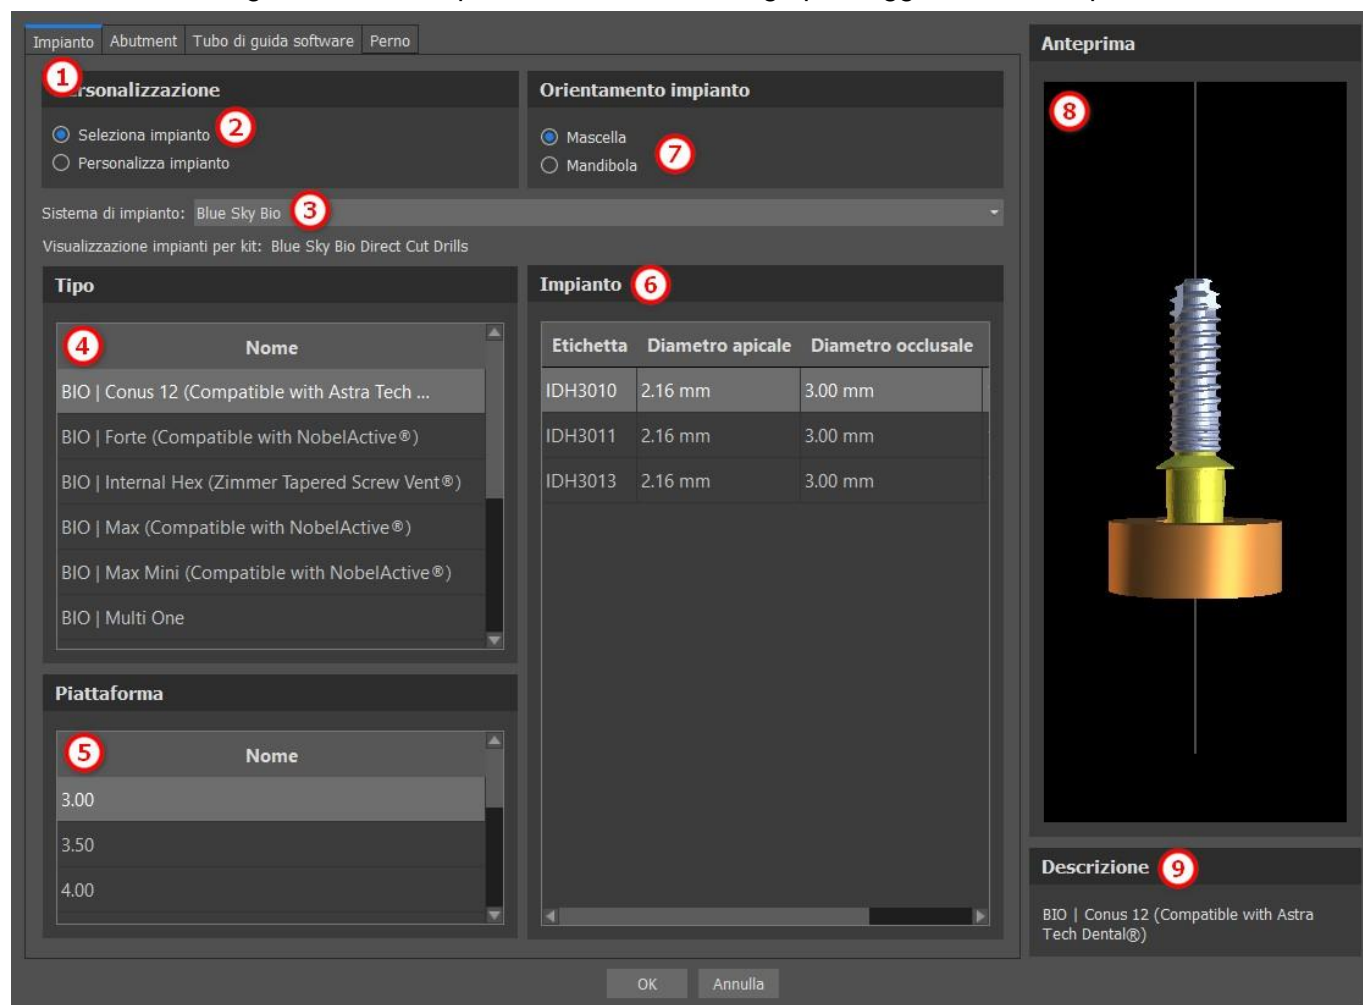 Impianto Abutment Tubo di guida software Perno
1
Personalizzazione
2
Seleziona impianto
Personalizza impianto
Orientamento impianto
Mascella
7
Mandibola
Sistema di impianto: Blue Sky Bio 3
Visualizzazione impianti per kit: Blue Sky Bio Direct Cut Drills
Tipo
4 Nome
BIO | Conus 12 (Compatible with Astra Tech ...
BIO | Forte (Compatible with NobelActive®)
BIO | Internal Hex (Zimmer Tapered Screw Vent®)
BIO | Max (Compatible with NobelActive®)
BIO | Max Mini (Compatible with NobelActive®)
BIO | Multi One
Piattaforma
5 Nome
3.00
3.50
4.00
Impianto 6
Etichetta Diametro apicale Diametro occlusale
IDH3010 2.16 mm 3.00 mm
IDH3011 2.16 mm 3.00 mm
IDH3013 2.16 mm 3.00 mm
Anteprima
8
Descrizione 9
BIO | Conus 12 (Compatible with Astra
Tech Dental®)
OK Annulla